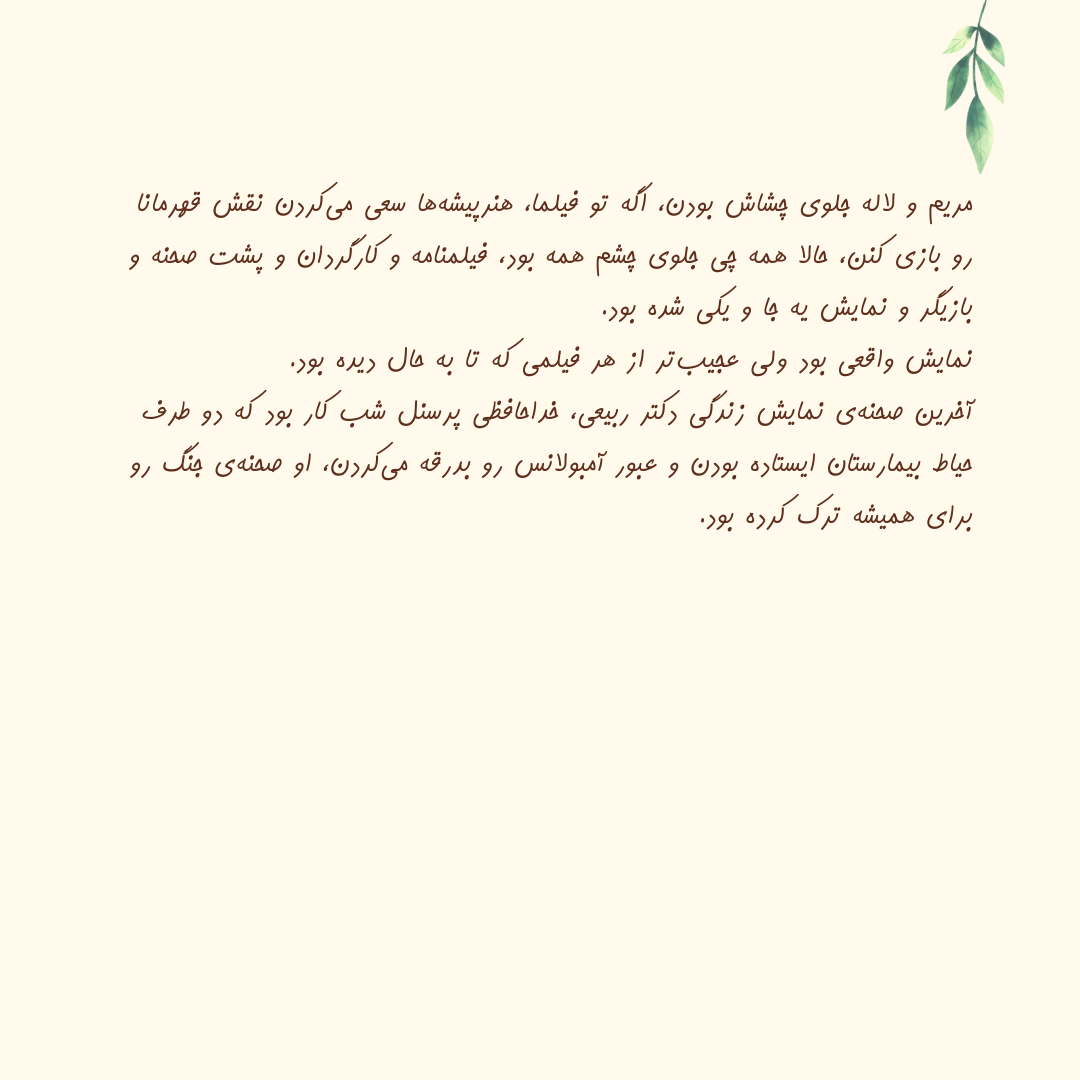 مریم و لاله جلوی چشاش بودن، اگه تو فیلما، هنرپیشه‌ها سعی می‌کردن نقش قهرمانا
رو بازی کنن، حالا همه چی جلوی چشم همه بود، فیلمنامه و کارگردان و پشت صحنه و
بازیگر و نمایش یه جا و یکی شده بود.
نمایش واقعی بود ولی عجیب‌تر از هر فیلمی که تا به حال دیده بود.
آخرین صحنه‌ی نمایش زندگی دکتر ربیعی، خداحافظی پرسنل شب کار بود که دو طرف
حیاط بیمارستان ایستاده بودن و عبور آمبولانس رو بدرقه می‌کردن، او صحنه‌ی جنگ رو
برای همیشه ترک کرده بود.